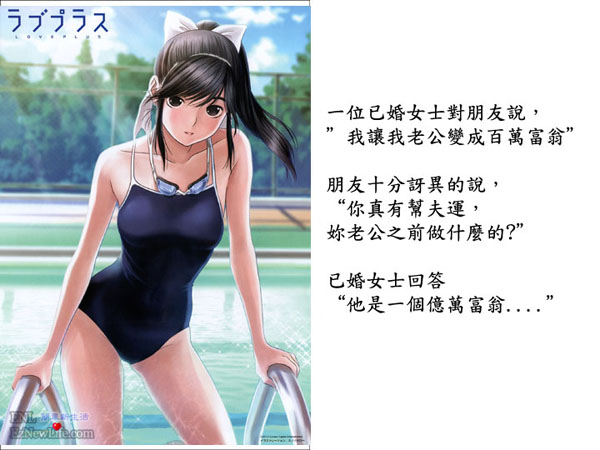 ラブプラス
LOVEPLUS
一位已婚女士對朋友說，
”我讓我老公變成百萬富翁”
朋友十分訝異的說，
“你真有幫夫運，
妳老公之前做什麼的?”
已婚女士回答
“他是一個億萬富翁....”
ENL
EzNewLife.com